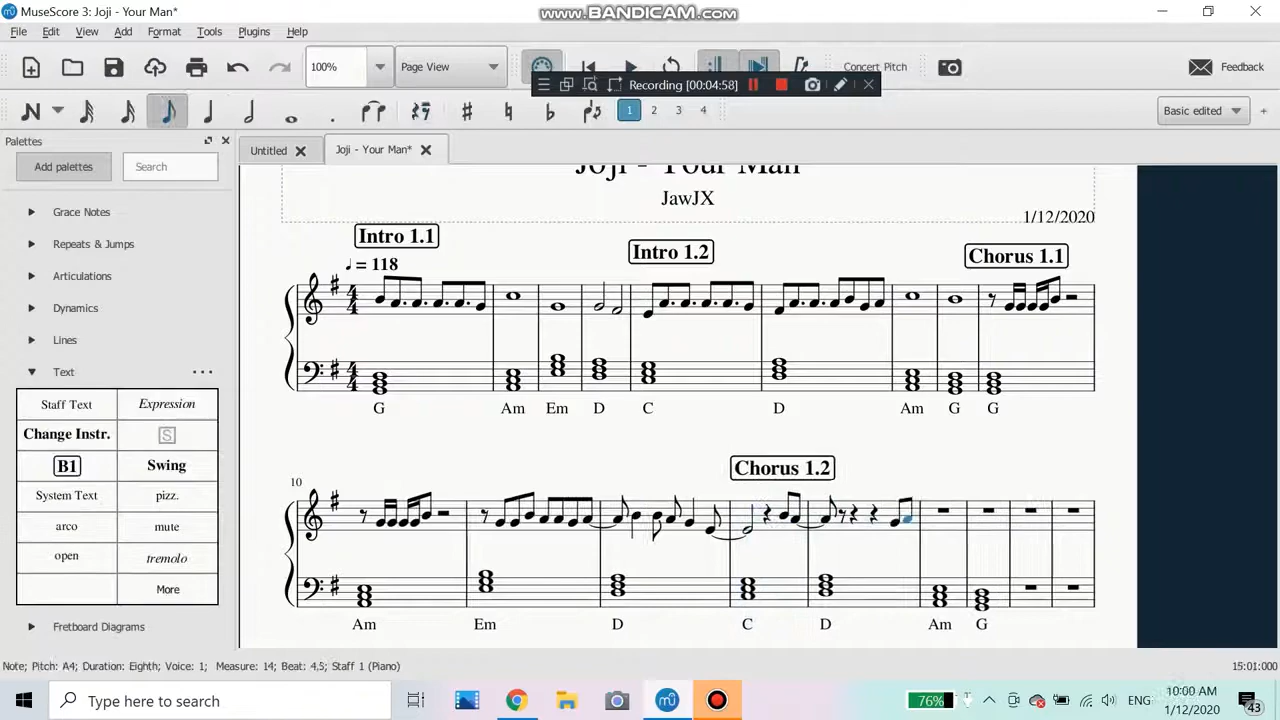 MuseScore 3: Joji - Your Man*
www.BANDICAM.com
File Edit View Add Format Tools Plugins Help
100% Page View Concert Pitch Feedback
Recording [00:04:58]
1 2 3 4 Basic edited
Palettes
Untitled Joji - Your Man*
Add palettes Search
Joji - Your Man
JawJX
1/12/2020
Grace Notes
Repeats & Jumps
Articulations
Dynamics
Lines
Text
Staff Text Expression
Change Instr. S
B1 Swing
System Text pizz.
arco mute
open tremolo
More
Fretboard Diagrams
Intro 1.1 Intro 1.2 Chorus 1.1
= 118
G Am Em D C D Am G G
Chorus 1.2
10
Am Em D C D Am G
Note; Pitch: A4; Duration: Eighth; Voice: 1; Measure: 14; Beat: 4.5; Staff 1 (Piano) 15:01:000
Type here to search 76% ENG 10:00 AM
1/12/2020 43